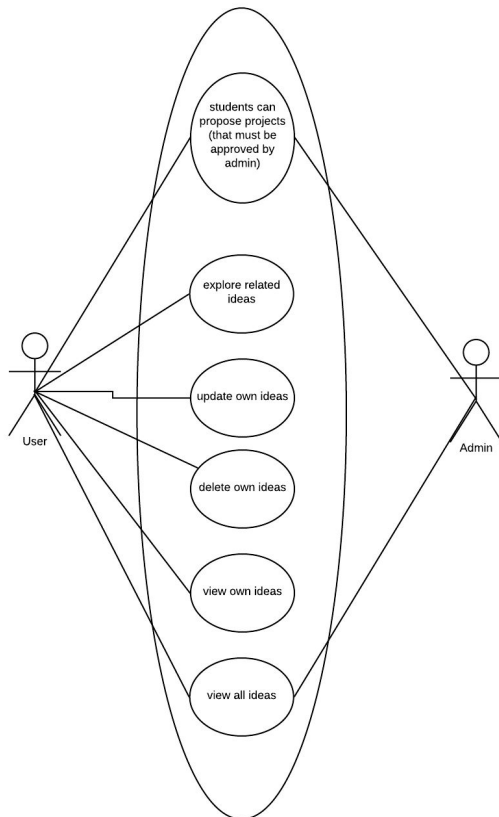 students can
propose projects
(that must be
approved by
admin)
explore related
ideas
update own ideas
User
Admin
delete own ideas
view own ideas
view all ideas